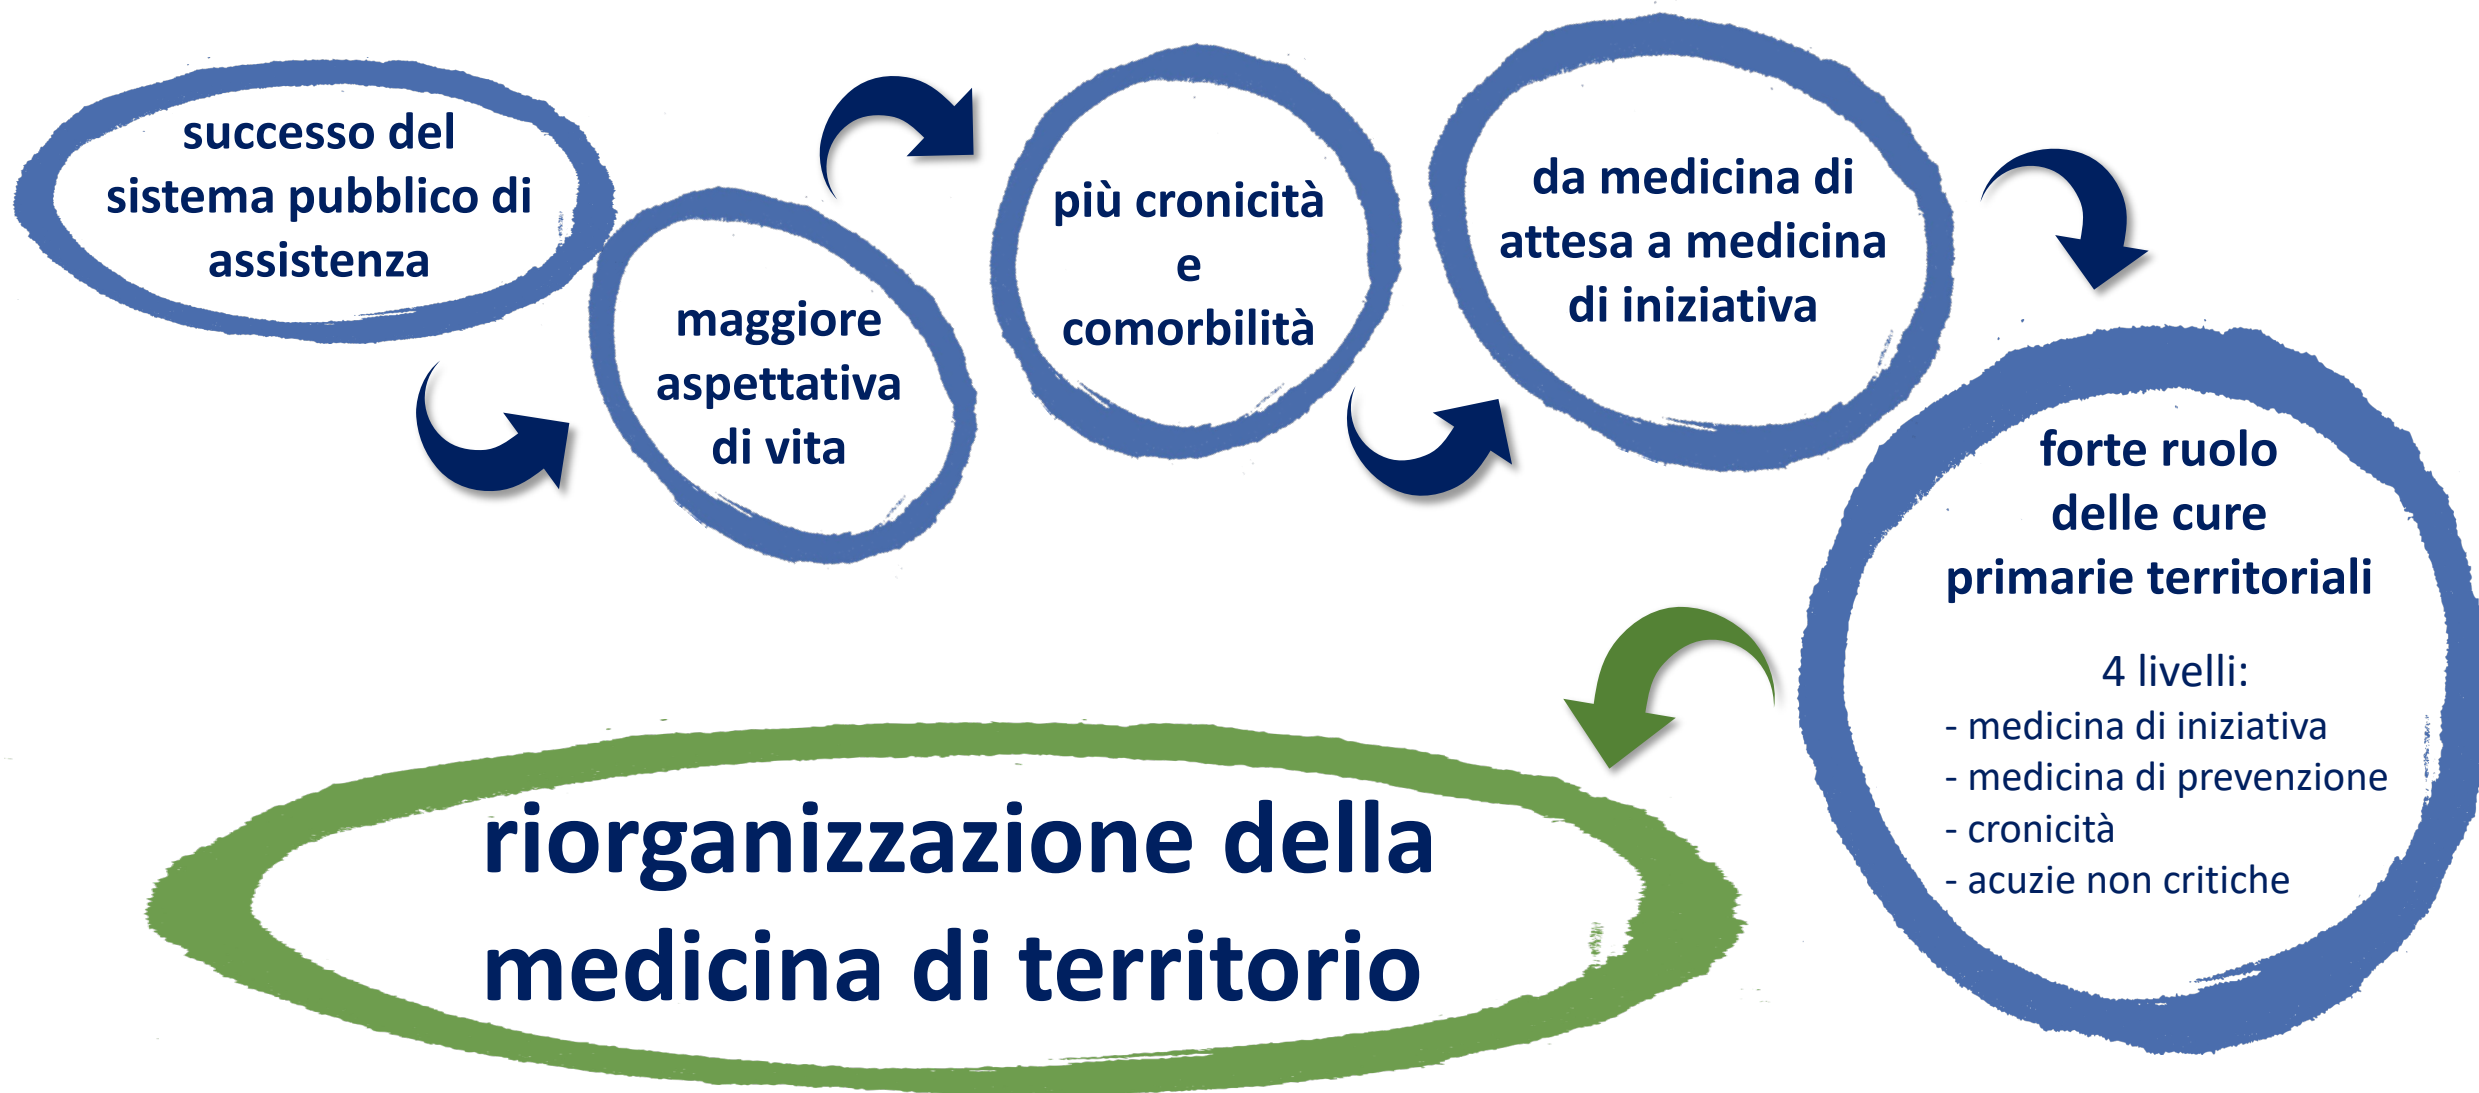 successo del
sistema pubblico di
assistenza
maggiore
aspettativa
di vita
più cronicità
e
comorbilità
da medicina di
attesa a medicina
di iniziativa
forte ruolo
delle cure
primarie territoriali
4 livelli:
- medicina di iniziativa
- medicina di prevenzione
- cronicità
- acuzie non critiche
riorganizzazione della
medicina di territorio